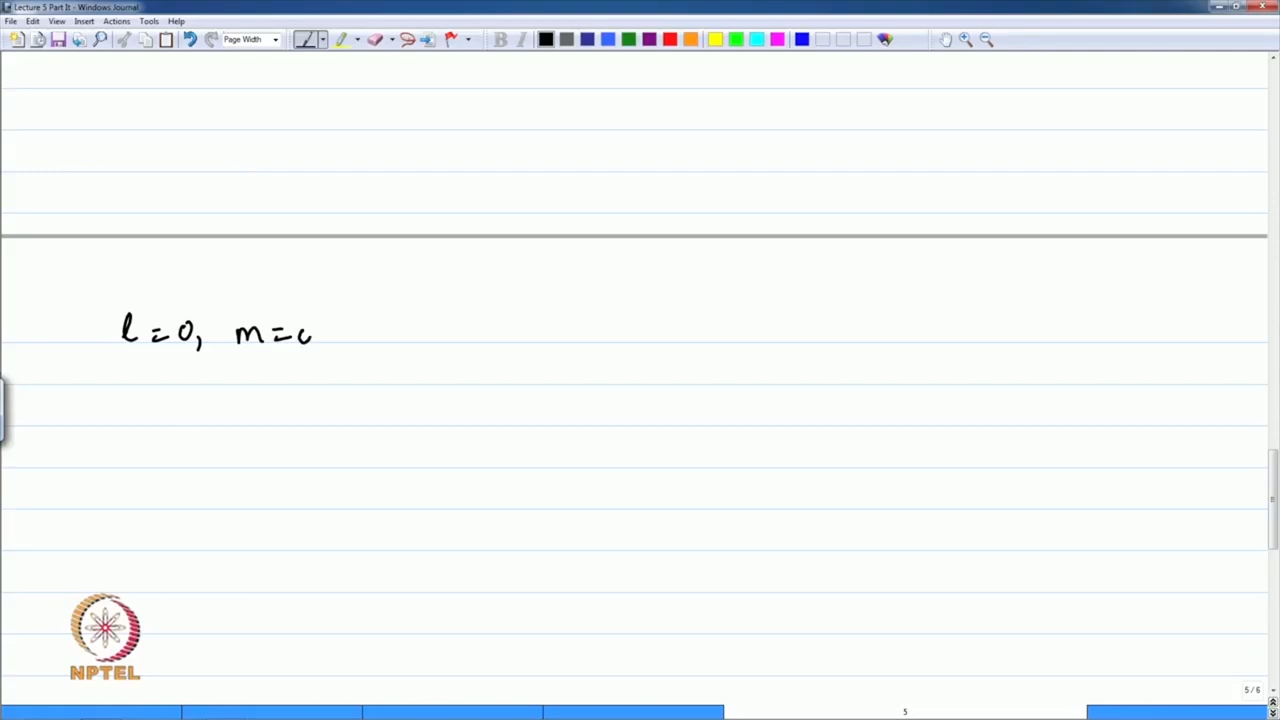 Lecture 5 Part It - Windows Journal
File Edit View Insert Actions Tools Help
Page Width
B I
l = 0, m = 0
NPTEL
5 / 6
5